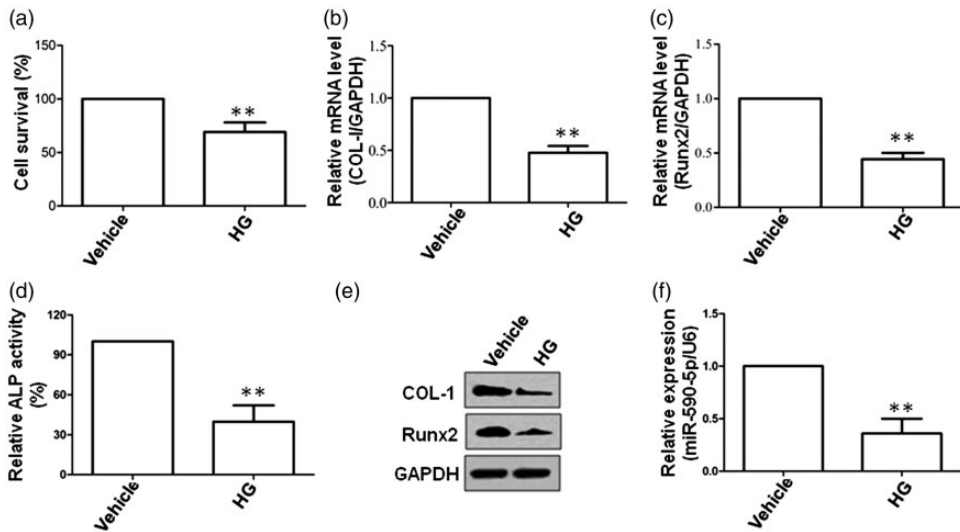 (a)
Cell survival (%)
150
100
50
0
**
Vehicle
HG
(b)
Relative mRNA level
(COL-I/GAPDH)
1.5
1.0
0.5
0.0
**
Vehicle
HG
(c)
Relative mRNA level
(Runx2/GAPDH)
1.5
1.0
0.5
0.0
**
Vehicle
HG
(d)
Relative ALP activity
(%)
120
90
60
30
0
**
Vehicle
HG
(e)
Vehicle
HG
COL-1
Runx2
GAPDH
(f)
Relative expression
(miR-590-5p/U6)
1.5
1.0
0.5
0.0
**
Vehicle
HG